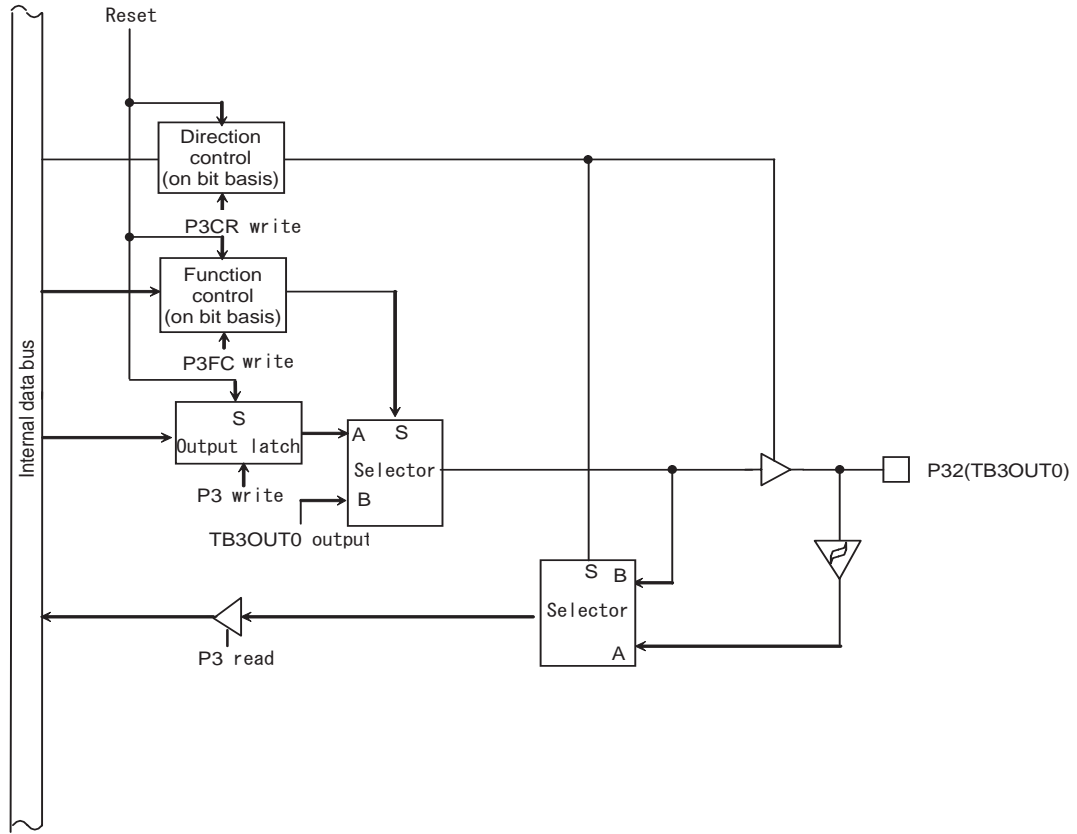 Reset
Direction
control
(on bit basis)
P3CR write
Function
control
(on bit basis)
P3FC write
Internal data bus
S
Output latch
A
S
Selector
B
P3 write
TB3OUT0 output
P32(TB3OUT0)
S
B
Selector
A
P3 read